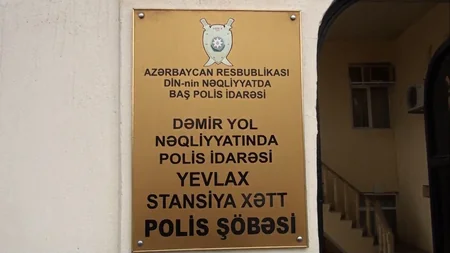 AZƏRBAYCAN RESBUBLİKASI
DİN-nin NƏQLİYYATDA
BAŞ POLİS İDARƏSİ
DƏMİR YOL
NƏQLİYYATINDA
POLİS İDARƏSİ
YEVLAX
STANSİYA XƏTT
POLİS ŞÖBƏSİ